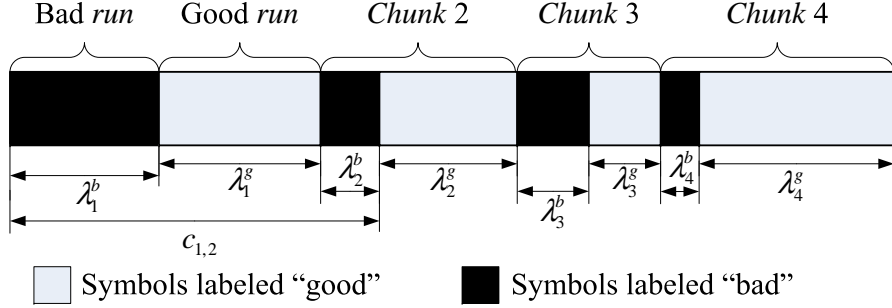 Bad run Good run Chunk 2 Chunk 3 Chunk 4
λ₁ᵇ λ₁ᵍ λ₂ᵇ λ₂ᵍ λ₃ᵇ λ₃ᵍ λ₄ᵇ λ₄ᵍ
c₁,₂
Symbols labeled “good” Symbols labeled “bad”